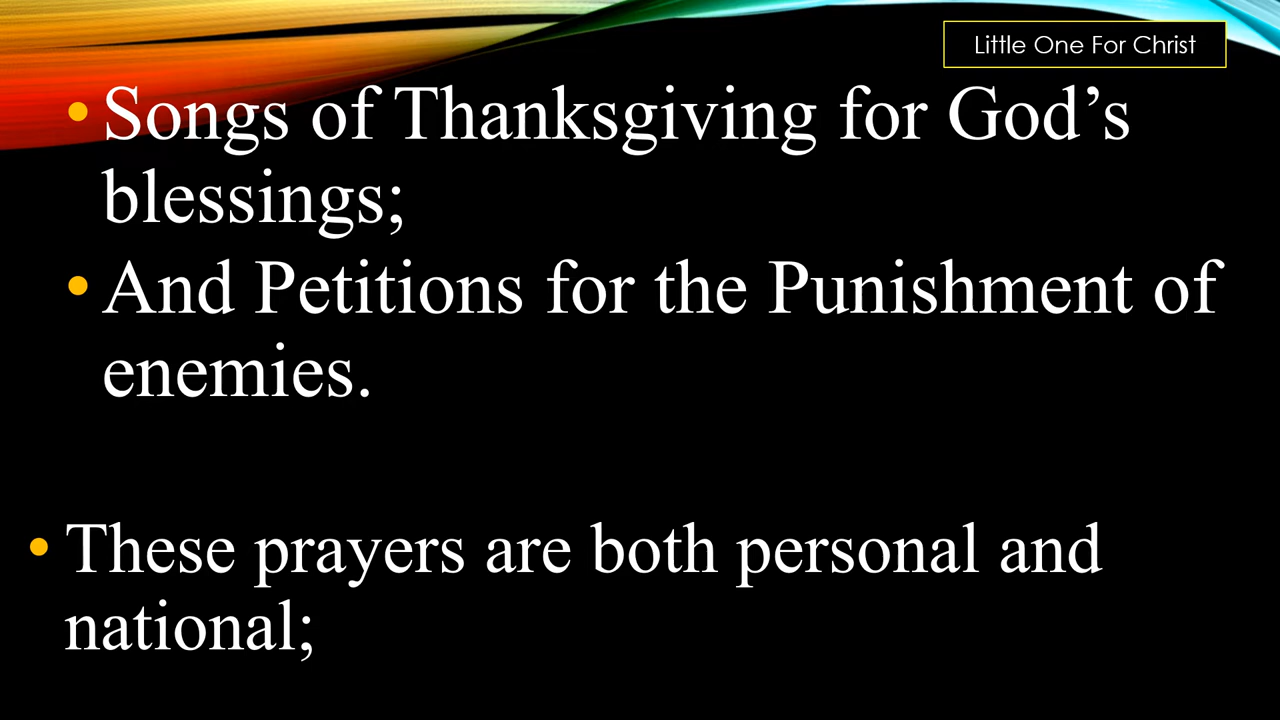 Little One For Christ
• Songs of Thanksgiving for God’s
blessings;
• And Petitions for the Punishment of
enemies.
• These prayers are both personal and
national;